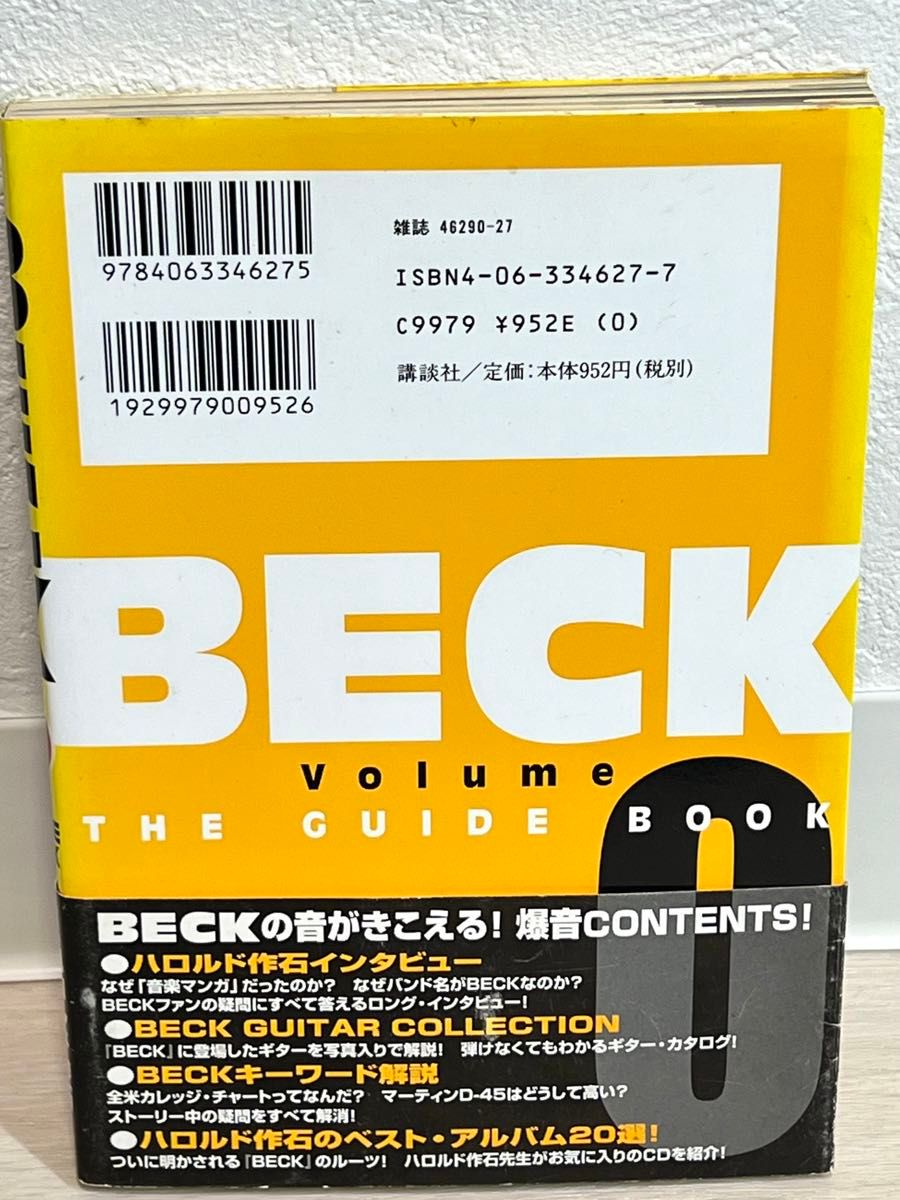 9784063346275
雑誌 46290-27
ISBN4-06-334627-7
C9979 ¥952E (0)
1929979009526
講談社／定価：本体952円（税別）
BECK
Volume
THE GUIDE BOOK
0
BECKの音がきこえる！ 爆音CONTENTS！
●ハロルド作石インタビュー
なぜ『音楽マンガ』だったのか？ なぜバンド名がBECKなのか？
BECKファンの疑問にすべて答えるロング・インタビュー！
●BECK GUITAR COLLECTION
『BECK』に登場したギターを写真入りで解説！ 弾けなくてもわかるギター・カタログ！
●BECKキーワード解説
全米カレッジ・チャートってなんだ？ マーティンD-45はどうして高い？
ストーリー中の疑問をすべて解消！
●ハロルド作石のベスト・アルバム20選！
ついに明かされる『BECK』のルーツ！ ハロルド作石先生がお気に入りのCDを紹介！